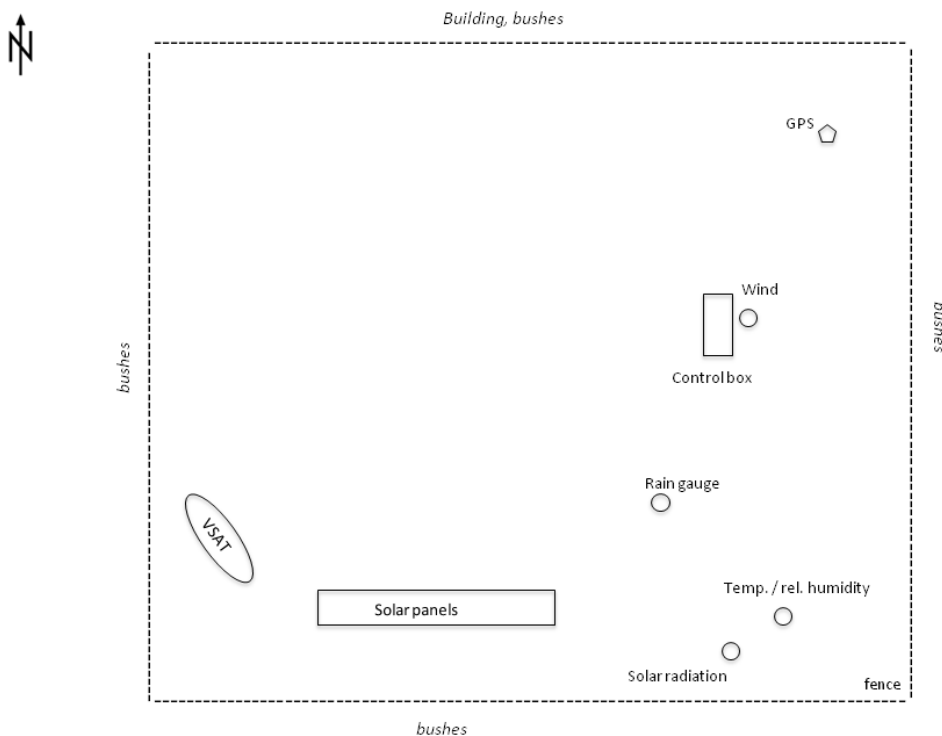 N
Building, bushes
GPS
Wind
bushes
Control box
bushes
Rain gauge
VSAT
Temp. / rel. humidity
Solar panels
Solar radiation
fence
bushes